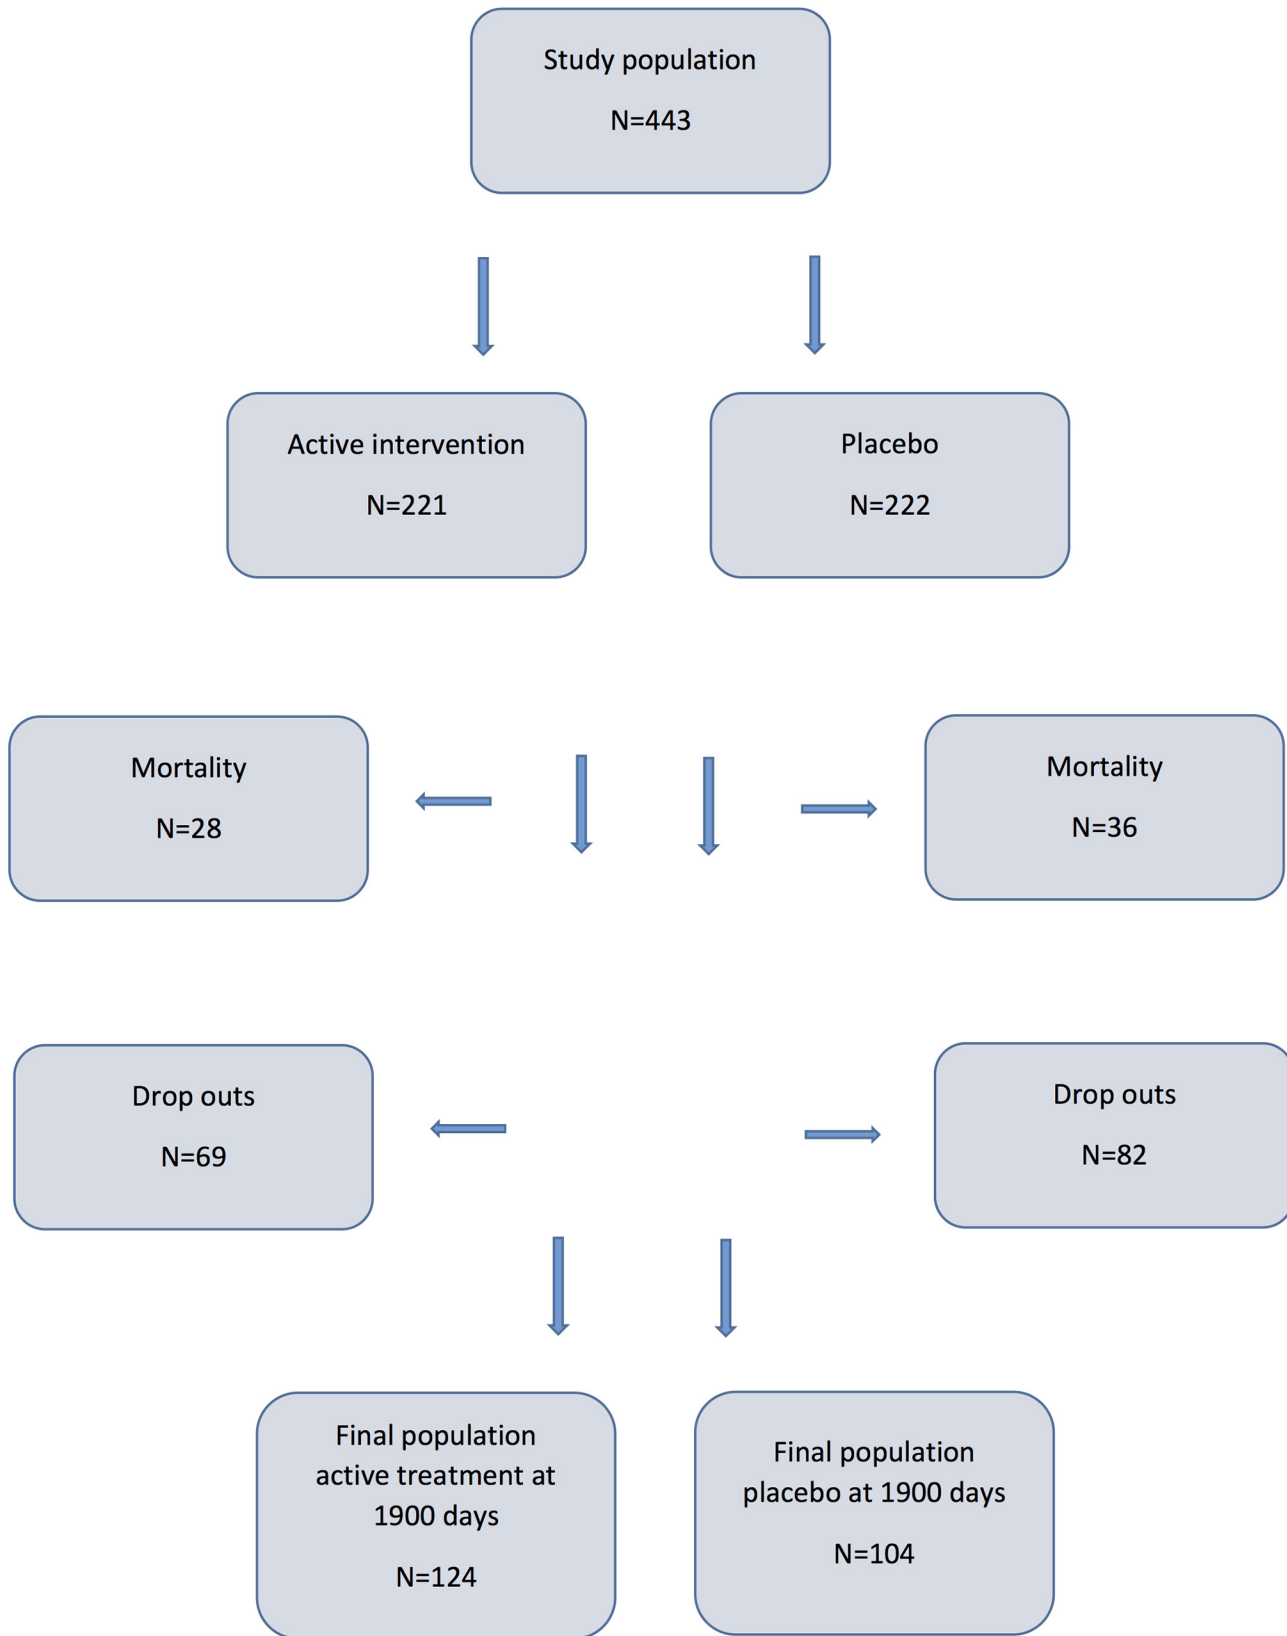 Study population
N=443
Active intervention
N=221
Placebo
N=222
Mortality
N=28
Mortality
N=36
Drop outs
N=69
Drop outs
N=82
Final population
active treatment at
1900 days
N=124
Final population
placebo at 1900 days
N=104